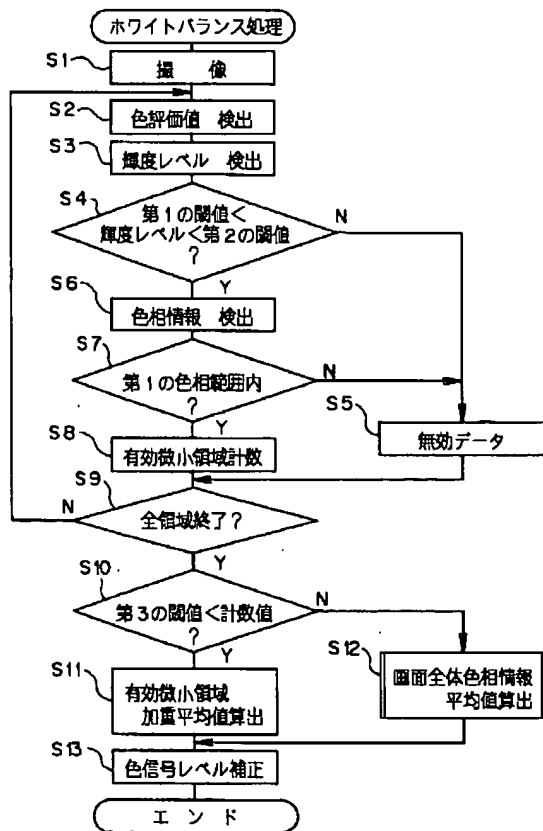 ホワイトバランス処理
S1
撮 像
S2
色評価値 検出
S3
輝度レベル 検出
S4
第1の閾値<
輝度レベル<第2の閾値
?
N
Y
S6
色相情報 検出
S7
第1の色相範囲内
?
N
Y
S5
無効データ
S8
有効微小領域計数
S9
全領域終了?
N
Y
S10
第3の閾値<計数値
?
N
Y
S11
有効微小領域
加重平均値算出
S12
画面全体色相情報
平均値算出
S13
色信号レベル補正
エ ン ド